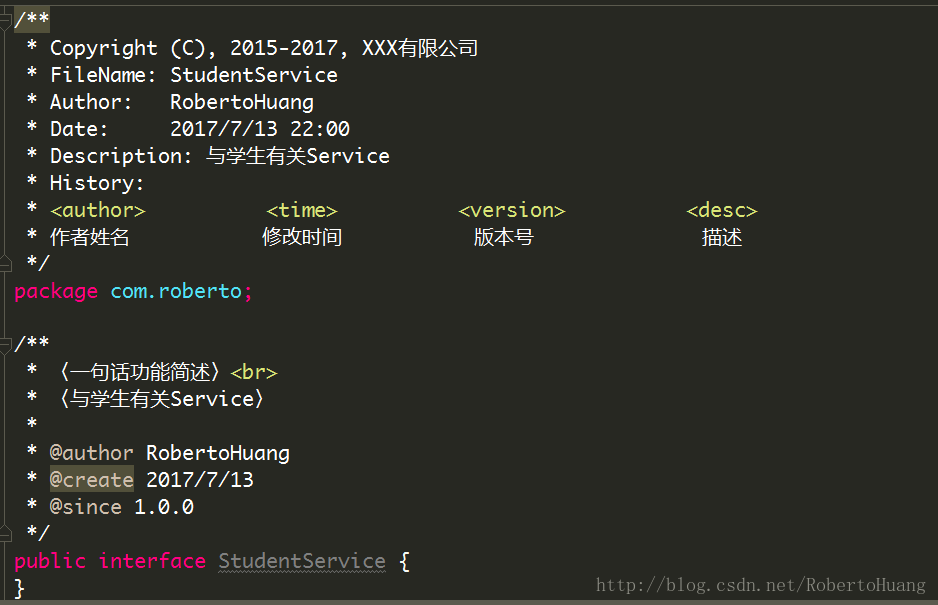 /**
 * Copyright (C), 2015-2017, XXX有限公司
 * FileName: StudentService
 * Author:   RobertoHuang
 * Date:     2017/7/13 22:00
 * Description: 与学生有关Service
 * History:
 * <author>          <time>          <version>          <desc>
 * 作者姓名           修改时间           版本号              描述
 */
package com.roberto;

/**
 * 〈一句话功能简述〉<br>
 * 〈与学生有关Service〉
 *
 * @author RobertoHuang
 * @create 2017/7/13
 * @since 1.0.0
 */
public interface StudentService {
}
http://blog.csdn.net/RobertoHuang